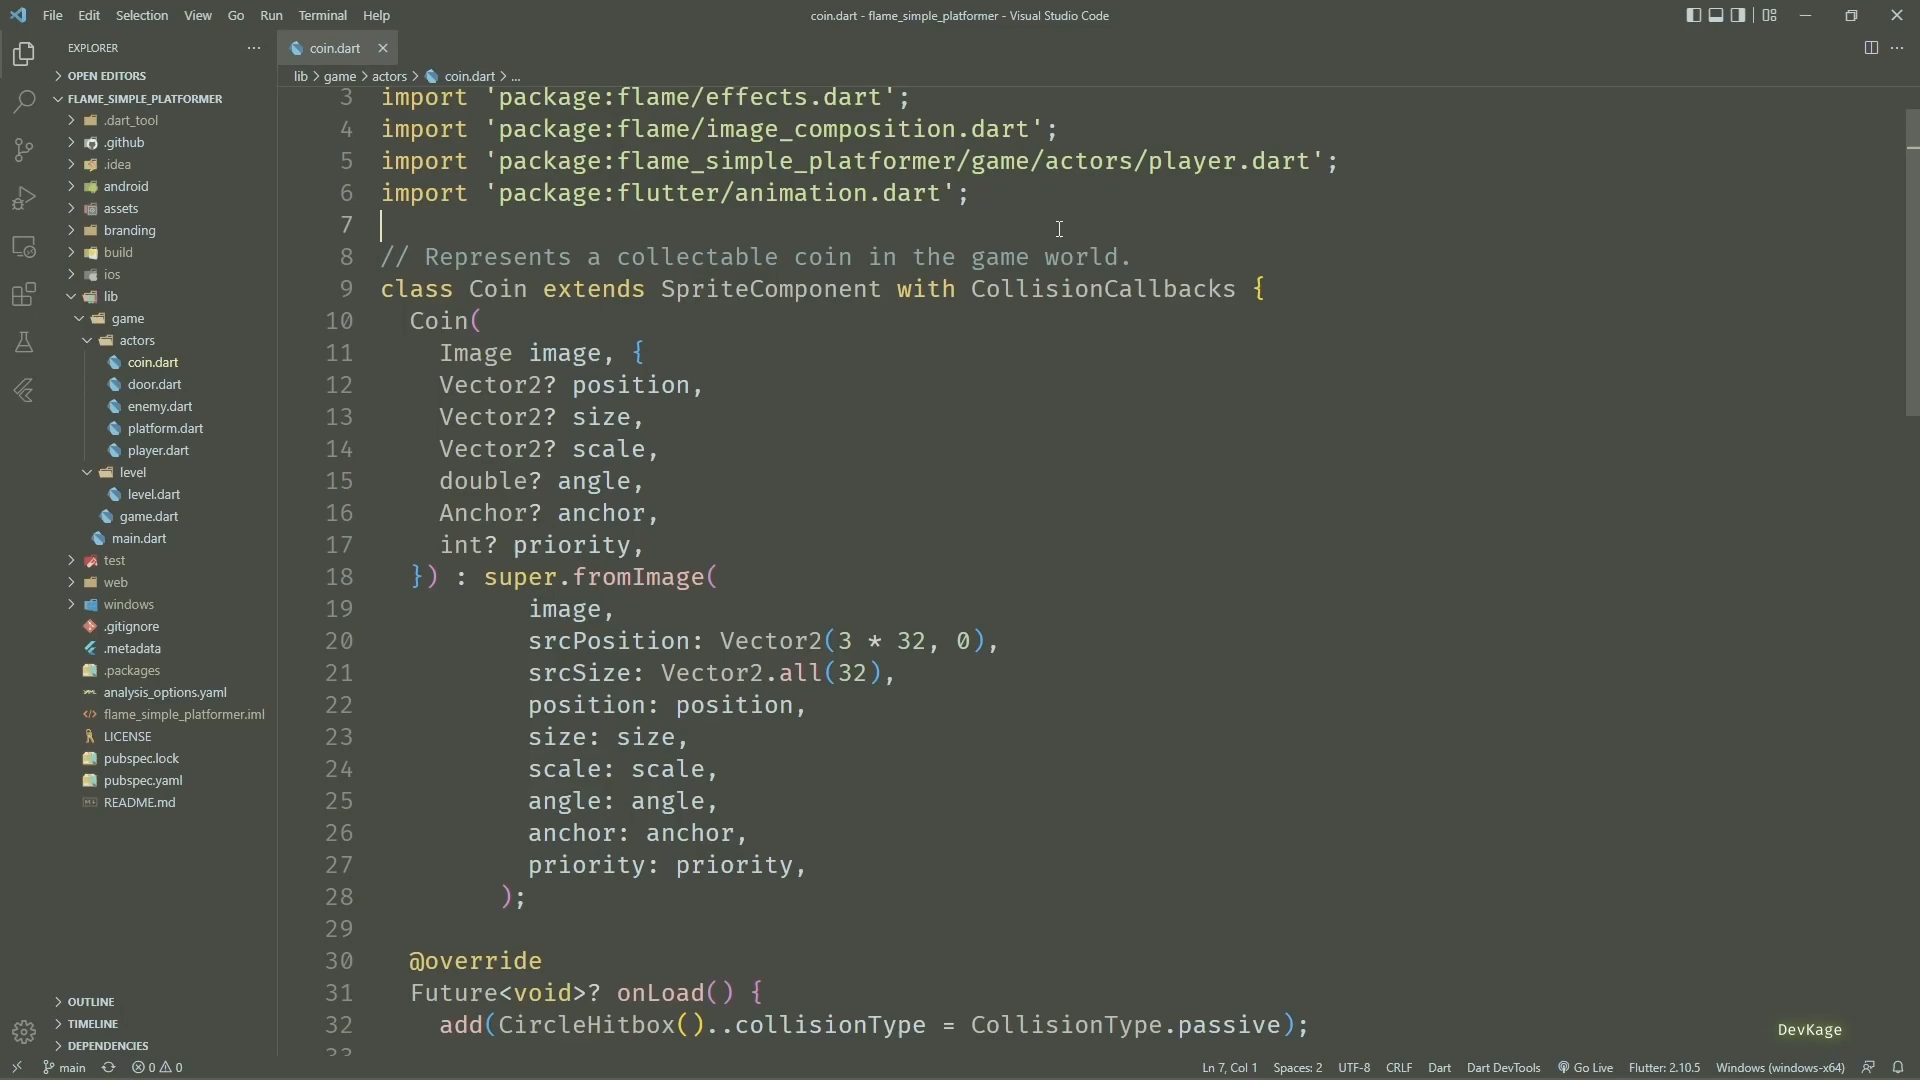 File Edit Selection View Go Run Terminal Help
coin.dart - flame_simple_platformer - Visual Studio Code
EXPLORER
OPEN EDITORS
FLAME_SIMPLE_PLATFORMER
.dart_tool
.github
.idea
android
assets
branding
build
ios
lib
game
actors
coin.dart
door.dart
enemy.dart
platform.dart
player.dart
level
level.dart
game.dart
main.dart
test
web
windows
.gitignore
.metadata
.packages
analysis_options.yaml
flame_simple_platformer.iml
LICENSE
pubspec.lock
pubspec.yaml
README.md
OUTLINE
TIMELINE
DEPENDENCIES
coin.dart
lib > game > actors > coin.dart > ...
3 import 'package:flame/effects.dart';
4 import 'package:flame/image_composition.dart';
5 import 'package:flame_simple_platformer/game/actors/player.dart';
6 import 'package:flutter/animation.dart';
7
8 // Represents a collectable coin in the game world.
9 class Coin extends SpriteComponent with CollisionCallbacks {
10 Coin(
11 Image image, {
12 Vector2? position,
13 Vector2? size,
14 Vector2? scale,
15 double? angle,
16 Anchor? anchor,
17 int? priority,
18 }) : super.fromImage(
19 image,
20 srcPosition: Vector2(3 * 32, 0),
21 srcSize: Vector2.all(32),
22 position: position,
23 size: size,
24 scale: scale,
25 angle: angle,
26 anchor: anchor,
27 priority: priority,
28 );
29
30 @override
31 Future<void>? onLoad() {
32 add(CircleHitbox()..collisionType = CollisionType.passive);
33
DevKage
main 0 0 Ln 7, Col 1 Spaces: 2 UTF-8 CRLF Dart Dart DevTools Go Live Flutter: 2.10.5 Windows (windows-x64)